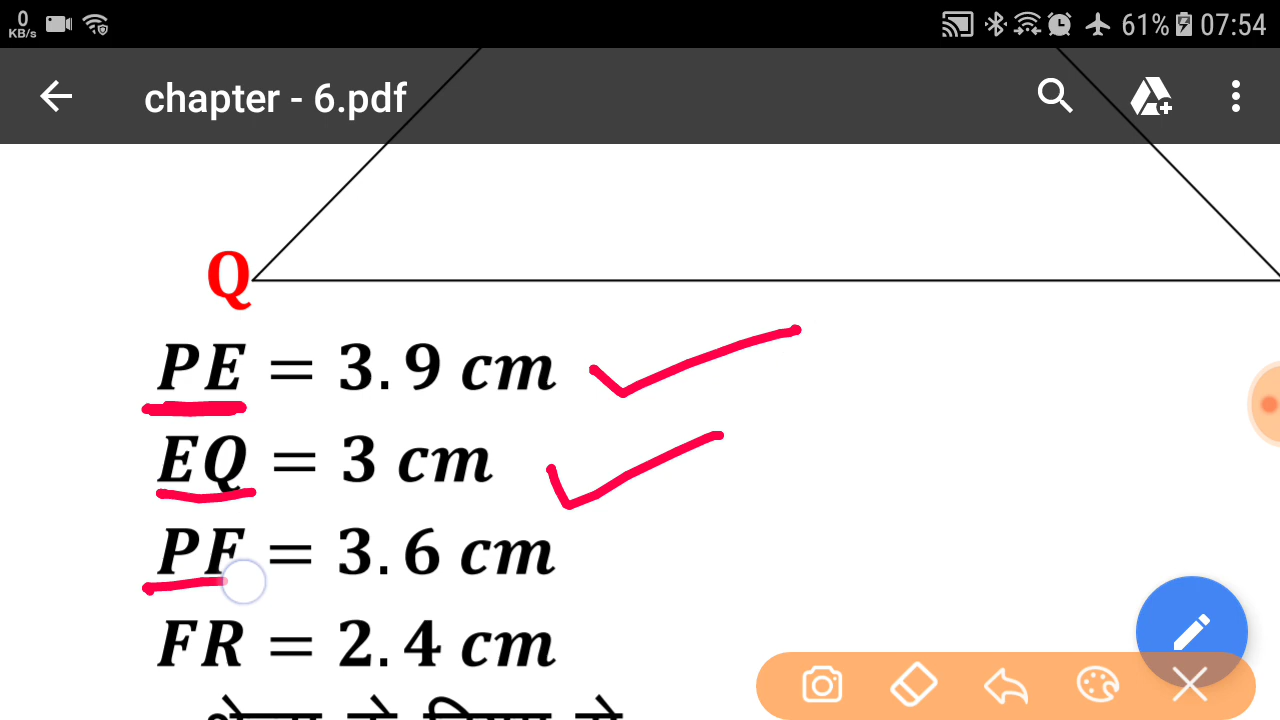 0 KB/s 61% 07:54
chapter - 6.pdf
Q
PE = 3.9 cm
EQ = 3 cm
PF = 3.6 cm
FR = 2.4 cm